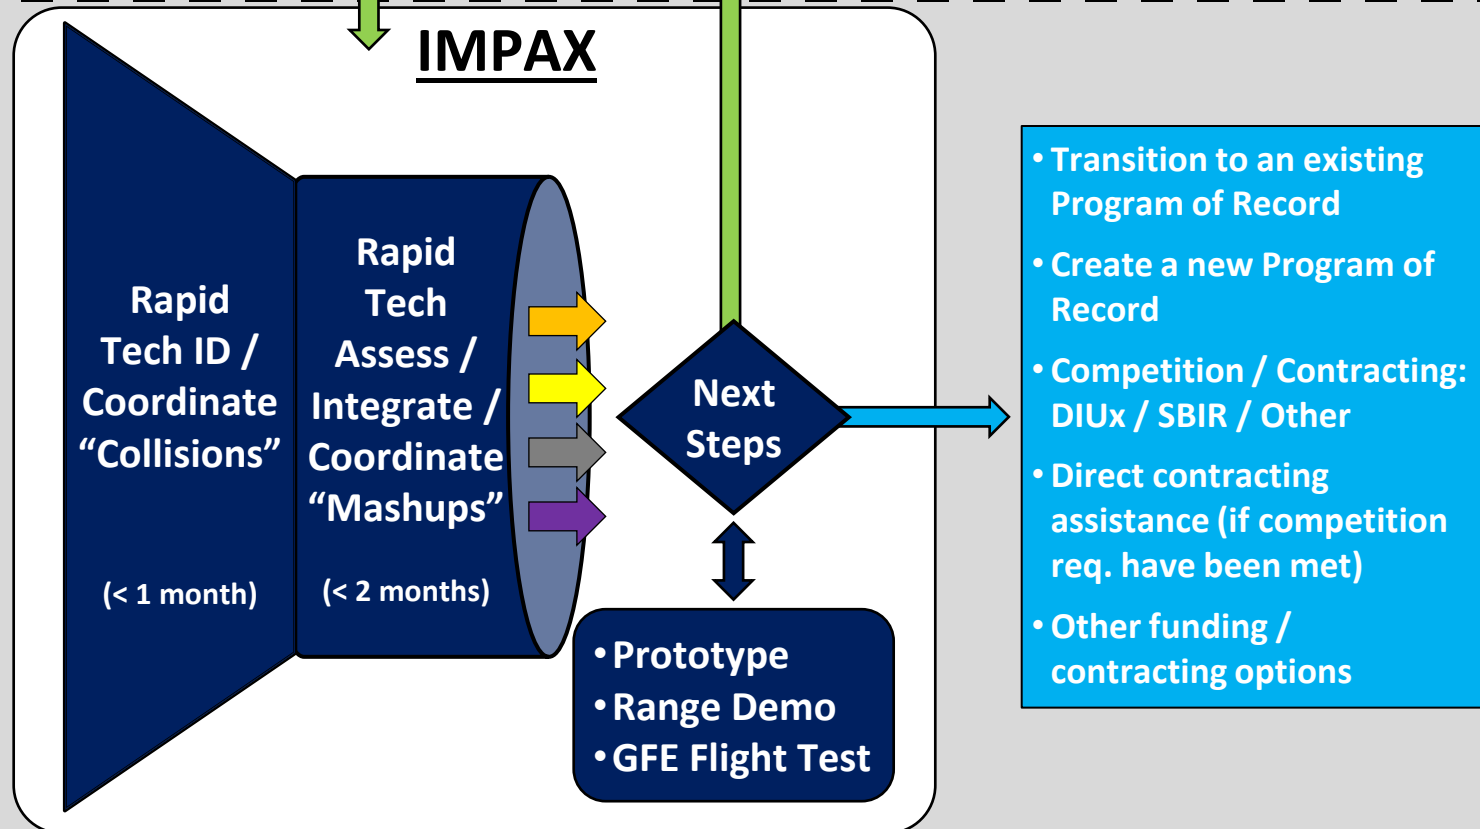 IMPAX
Rapid
Tech ID /
Coordinate
“Collisions”
(< 1 month)
Rapid
Tech
Assess /
Integrate /
Coordinate
“Mashups”
(< 2 months)
Next
Steps
• Prototype
• Range Demo
• GFE Flight Test
• Transition to an existing
Program of Record
• Create a new Program of
Record
• Competition / Contracting:
DIUx / SBIR / Other
• Direct contracting
assistance (if competition
req. have been met)
• Other funding /
contracting options